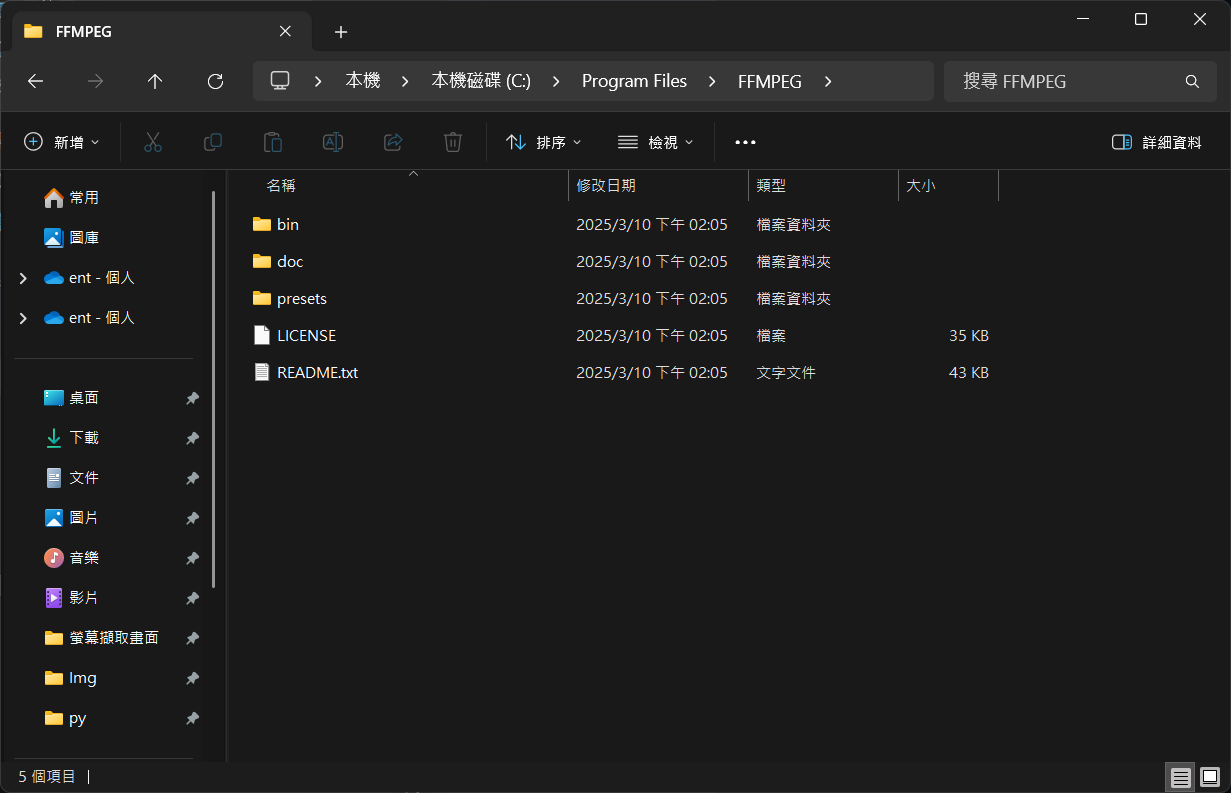 FFMPEG
本機 本機磁碟 (C:) Program Files FFMPEG
搜尋 FFMPEG
新增 排序 檢視 詳細資料
名稱 修改日期 類型 大小
bin 2025/3/10 下午 02:05 檔案資料夾
doc 2025/3/10 下午 02:05 檔案資料夾
presets 2025/3/10 下午 02:05 檔案資料夾
LICENSE 2025/3/10 下午 02:05 檔案 35 KB
README.txt 2025/3/10 下午 02:05 文字文件 43 KB
常用
圖庫
ent - 個人
ent - 個人
桌面
下載
文件
圖片
音樂
影片
螢幕擷取畫面
Img
py
5 個項目